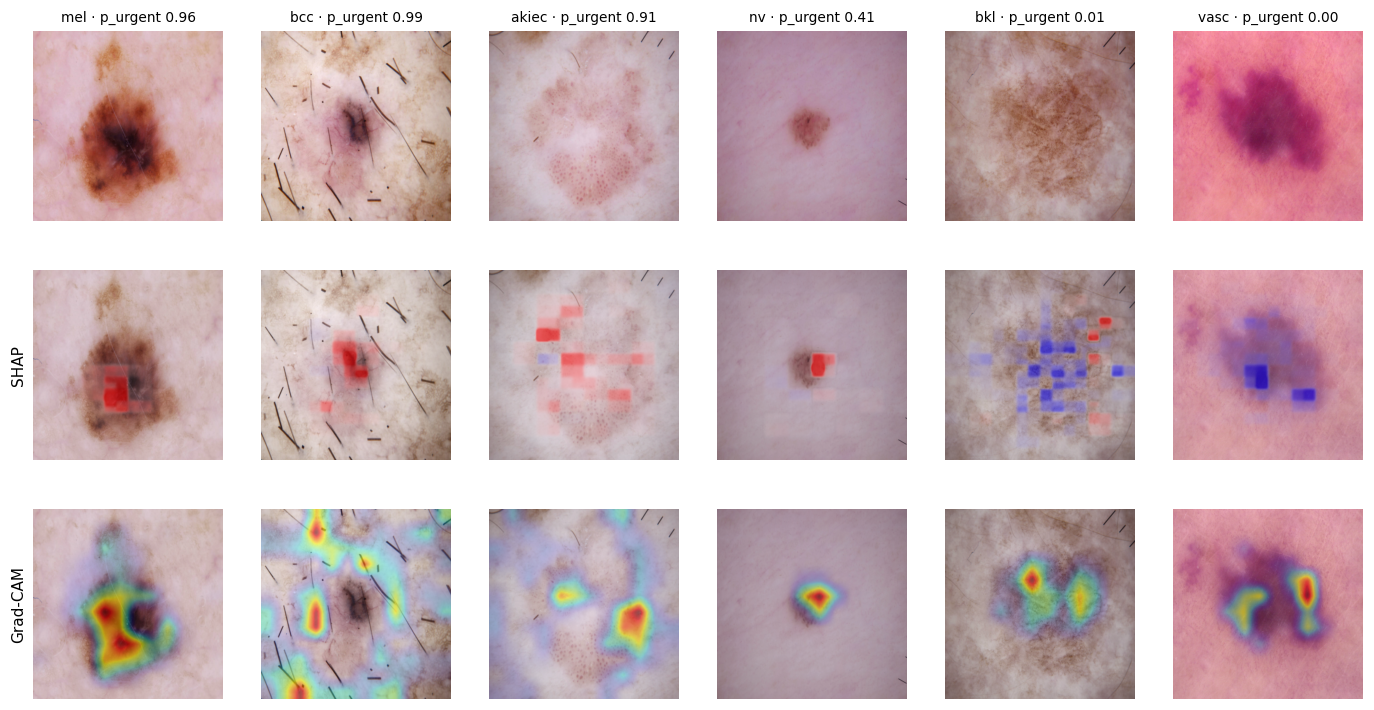 mel · p_urgent 0.96
bcc · p_urgent 0.99
akiec · p_urgent 0.91
nv · p_urgent 0.41
bkl · p_urgent 0.01
vasc · p_urgent 0.00
SHAP
Grad-CAM